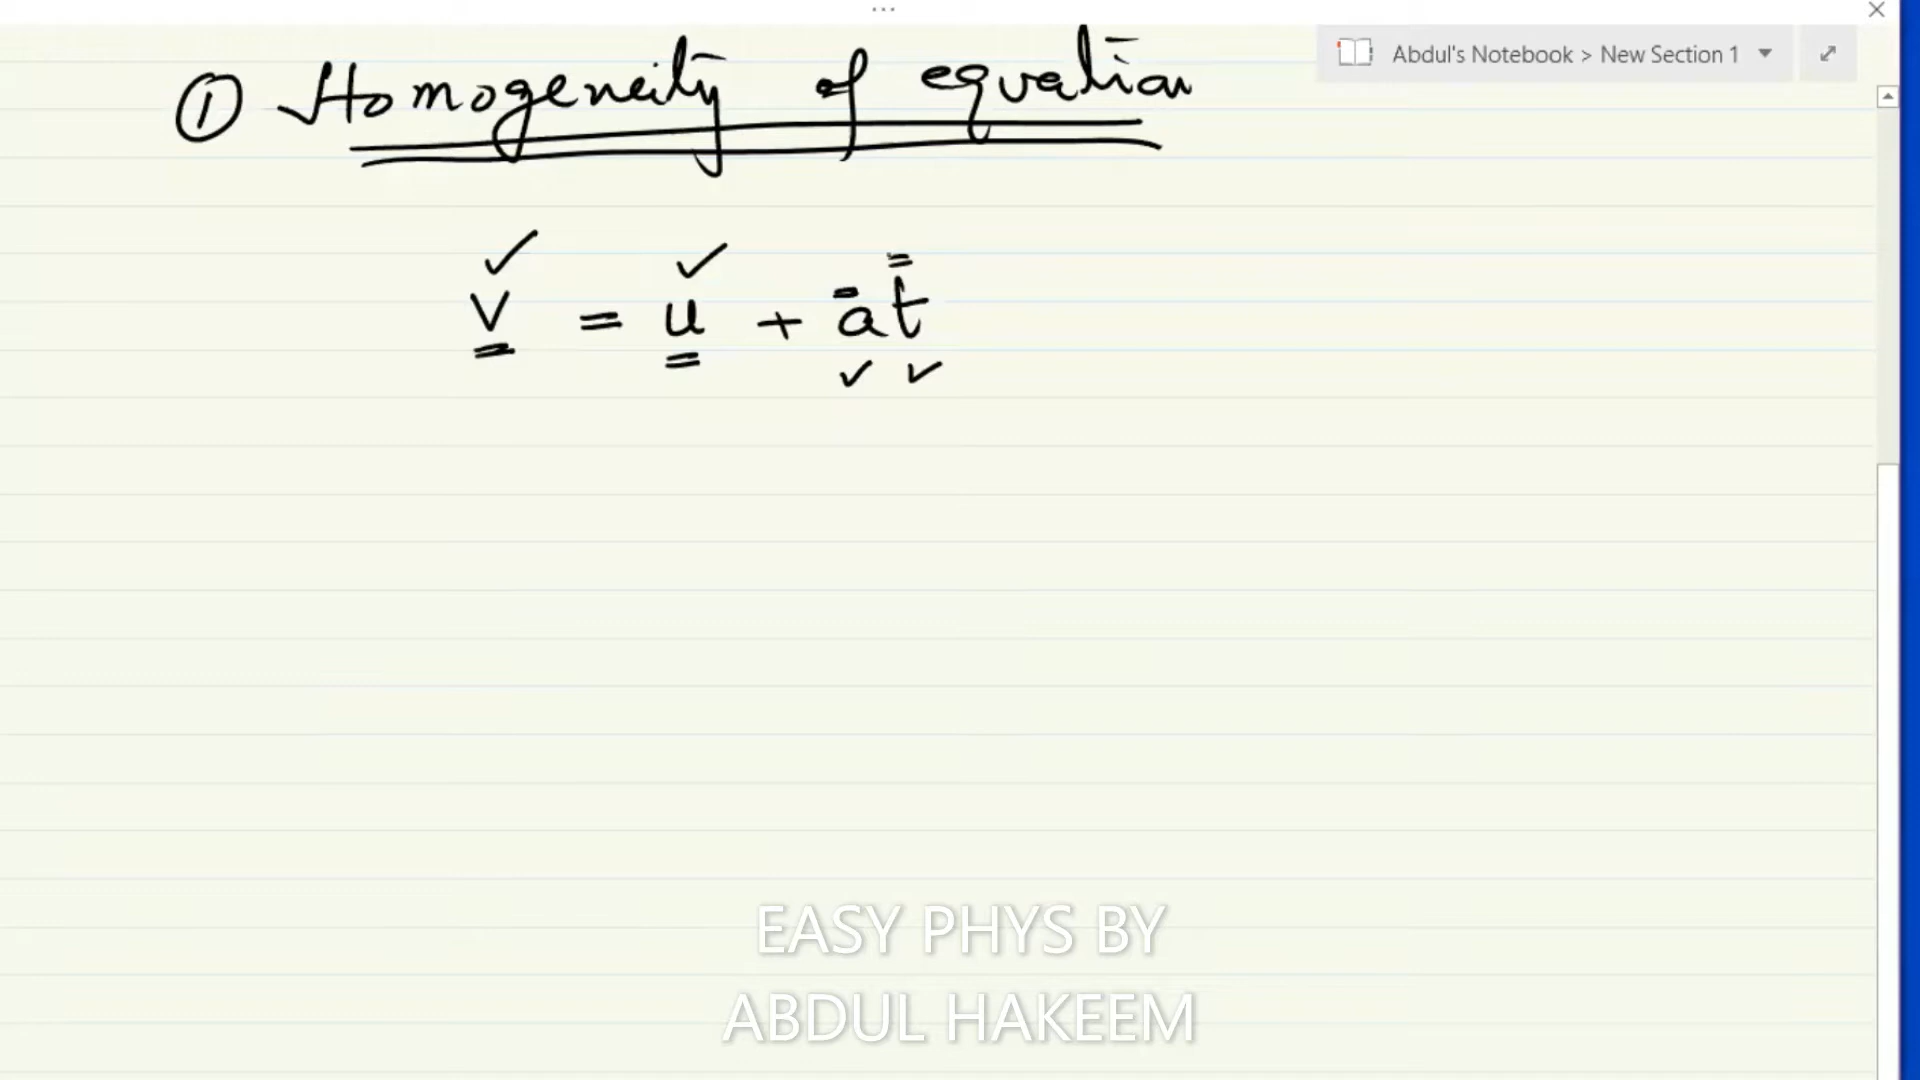 Abdul's Notebook > New Section 1
① Homogeneity of equation
v = u + at
EASY PHYS BY
ABDUL HAKEEM